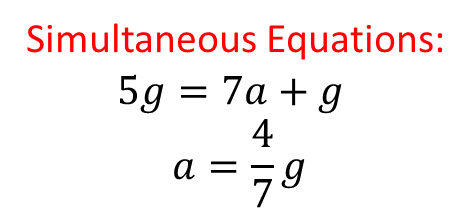 Simultaneous Equations:
5g = 7a + g
a = 4/7 g